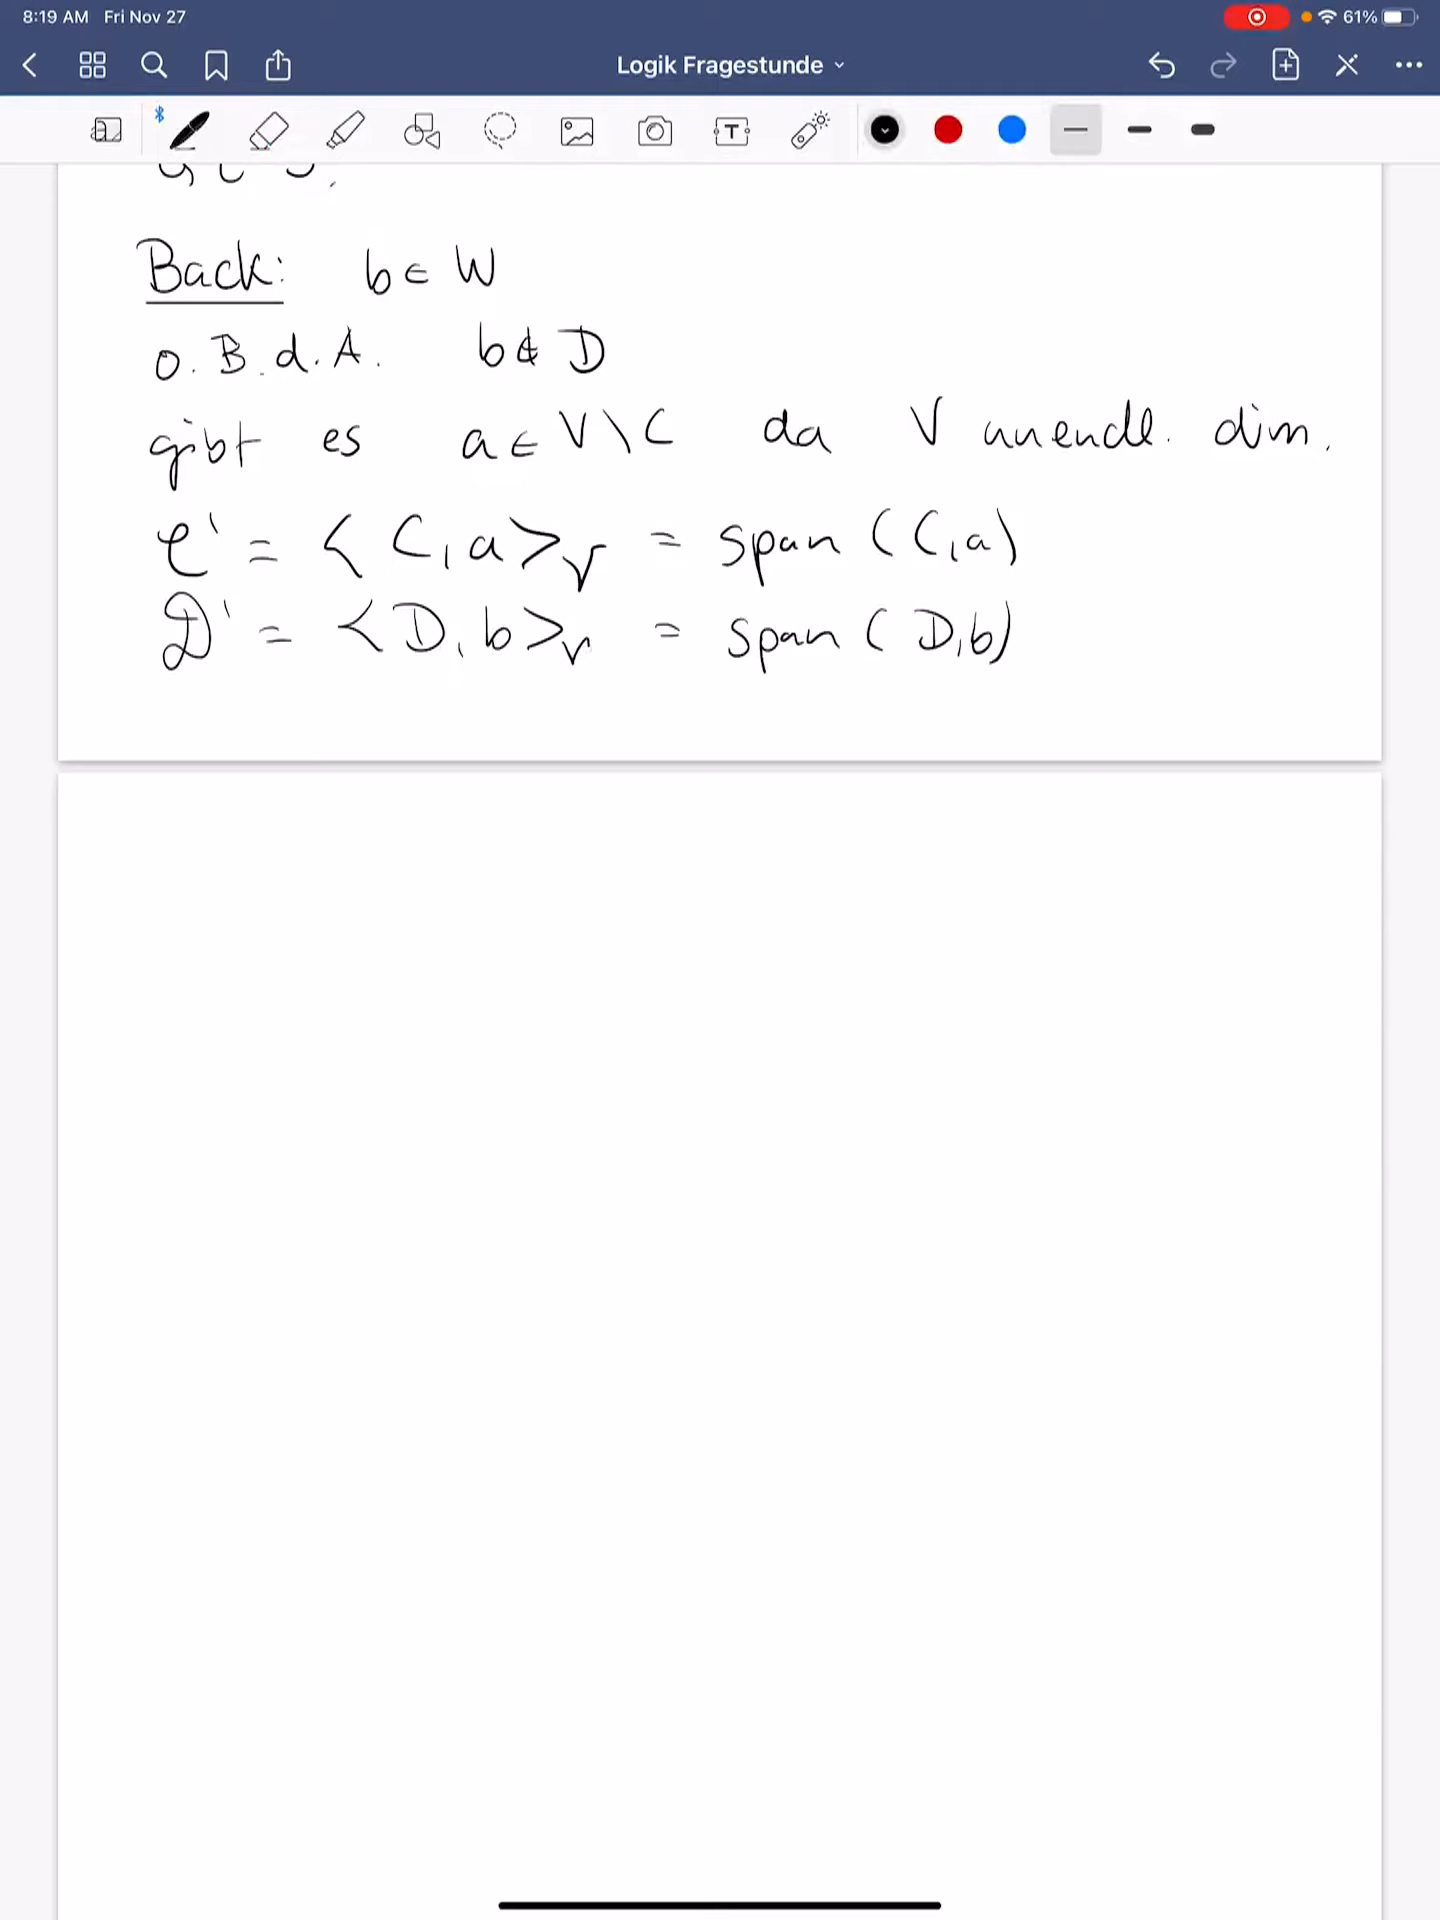 8:19 AM Fri Nov 27 61%
Logik Fragestunde
Back: b ∈ W
O.B.d.A. b ∉ D
gibt es a ∈ V \ C da V unendl. dim.
C' = < C, a >_V = span (C, a)
D' = < D, b >_V = span ( D, b)